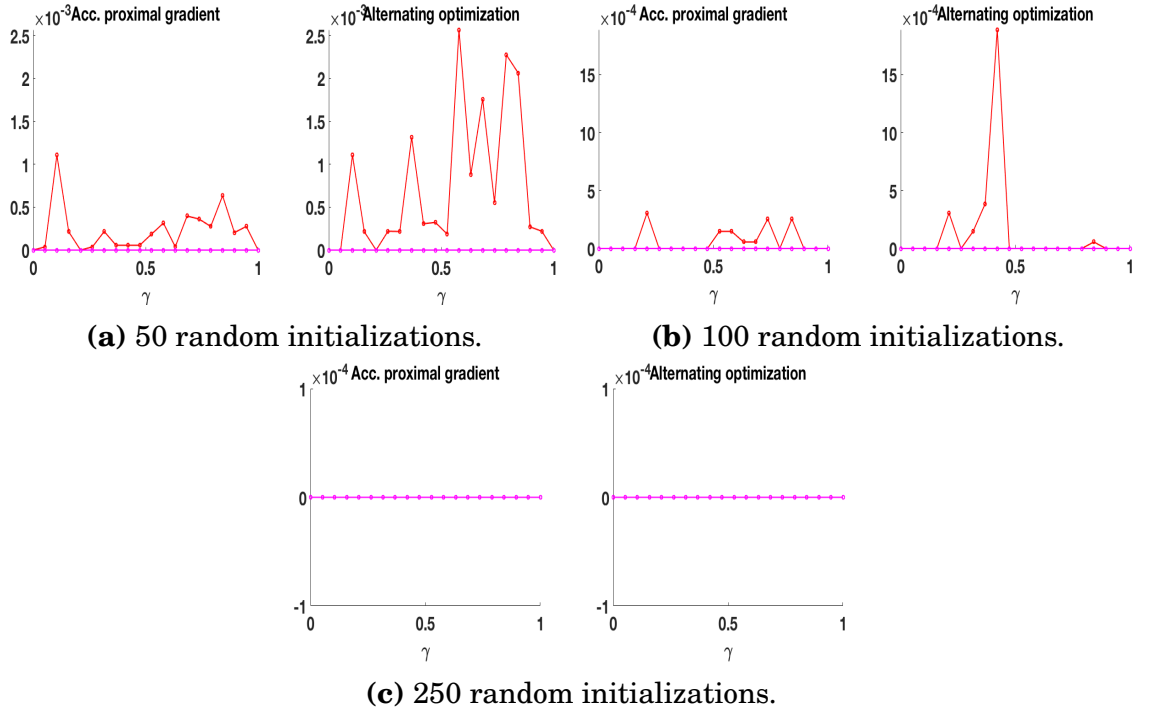 ×10-3 Acc. proximal gradient
2.5
2
1.5
1
0.5
0
0 0.5 1
γ
×10-3 Alternating optimization
2.5
2
1.5
1
0.5
0
0 0.5 1
γ
(a) 50 random initializations.
×10-4 Acc. proximal gradient
15
10
5
0
0 0.5 1
γ
×10-4 Alternating optimization
15
10
5
0
0 0.5 1
γ
(b) 100 random initializations.
×10-4 Acc. proximal gradient
1
0
-1
0 0.5 1
γ
×10-4 Alternating optimization
1
0
-1
0 0.5 1
γ
(c) 250 random initializations.